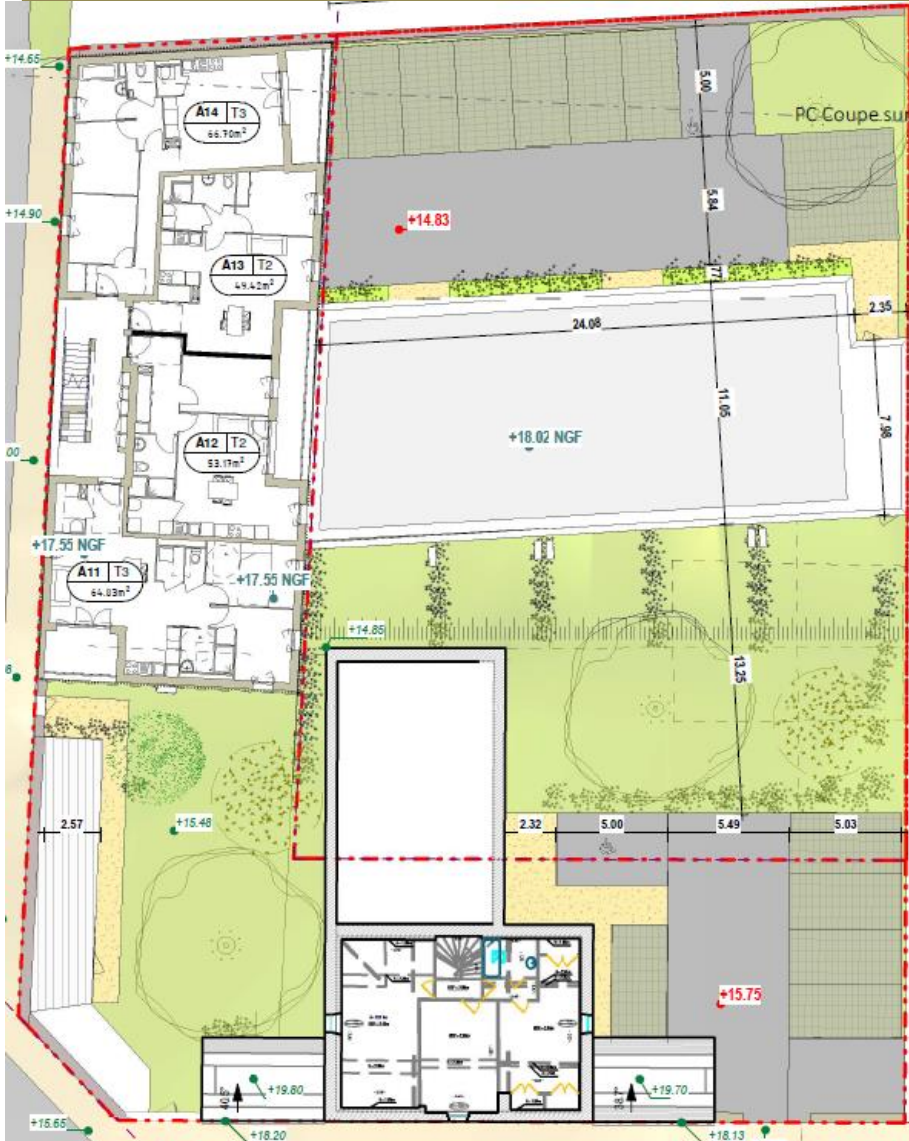 +14.65
A14 T3
66.70m²
5.00
PC Coupe sur
+14.90
+14.83
5.84
A13 T2
49.42m²
77
24.08
2.35
11.05
7.98
A12 T2
53.17m²
+18.02 NGF
00
+17.55 NGF
A11 T3
64.03m²
+17.55 NGF
+14.85
13.25
2.57
+15.48
2.32
5.00
5.49
5.03
+15.75
+19.80
+19.70
+15.65
+18.20
+18.13